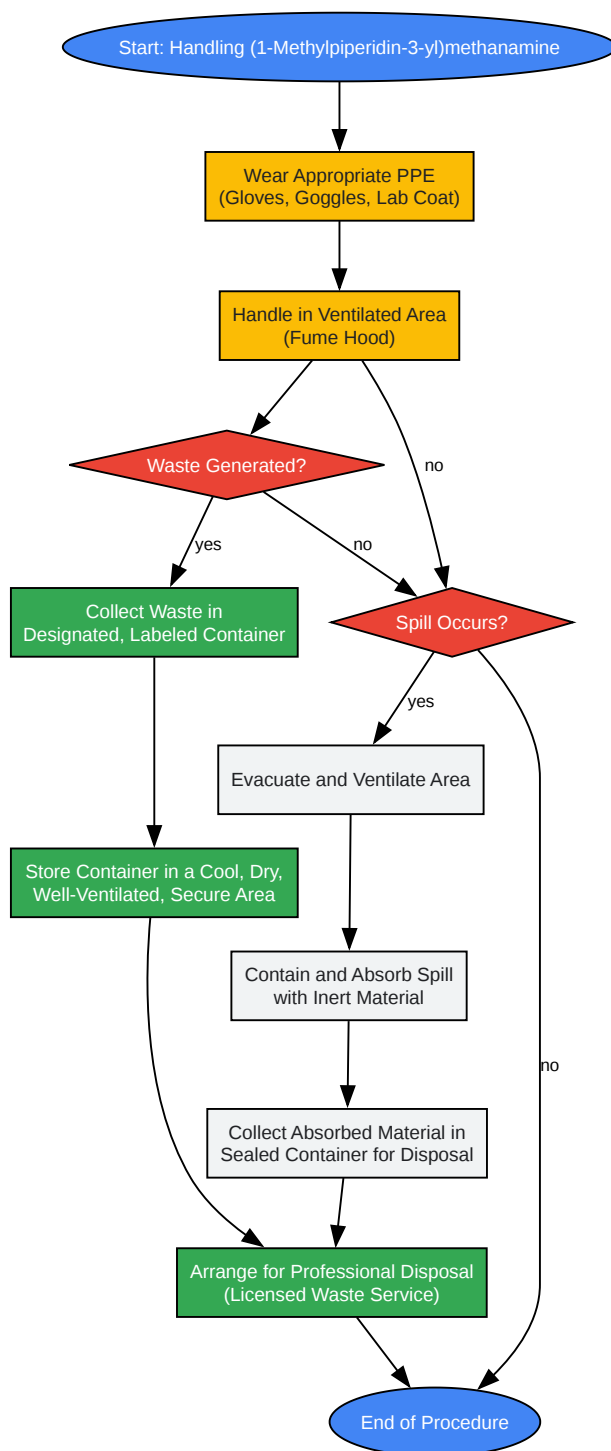 Start: Handling (1-Methylpiperidin-3-yl)methanamine
Wear Appropriate PPE
(Gloves, Goggles, Lab Coat)
Handle in Ventilated Area
(Fume Hood)
Waste Generated?
no
yes
no
Collect Waste in
Designated, Labeled Container
Spill Occurs?
yes
Evacuate and Ventilate Area
Store Container in a Cool, Dry,
Well-Ventilated, Secure Area
Contain and Absorb Spill
with Inert Material
no
Collect Absorbed Material in
Sealed Container for Disposal
Arrange for Professional Disposal
(Licensed Waste Service)
End of Procedure